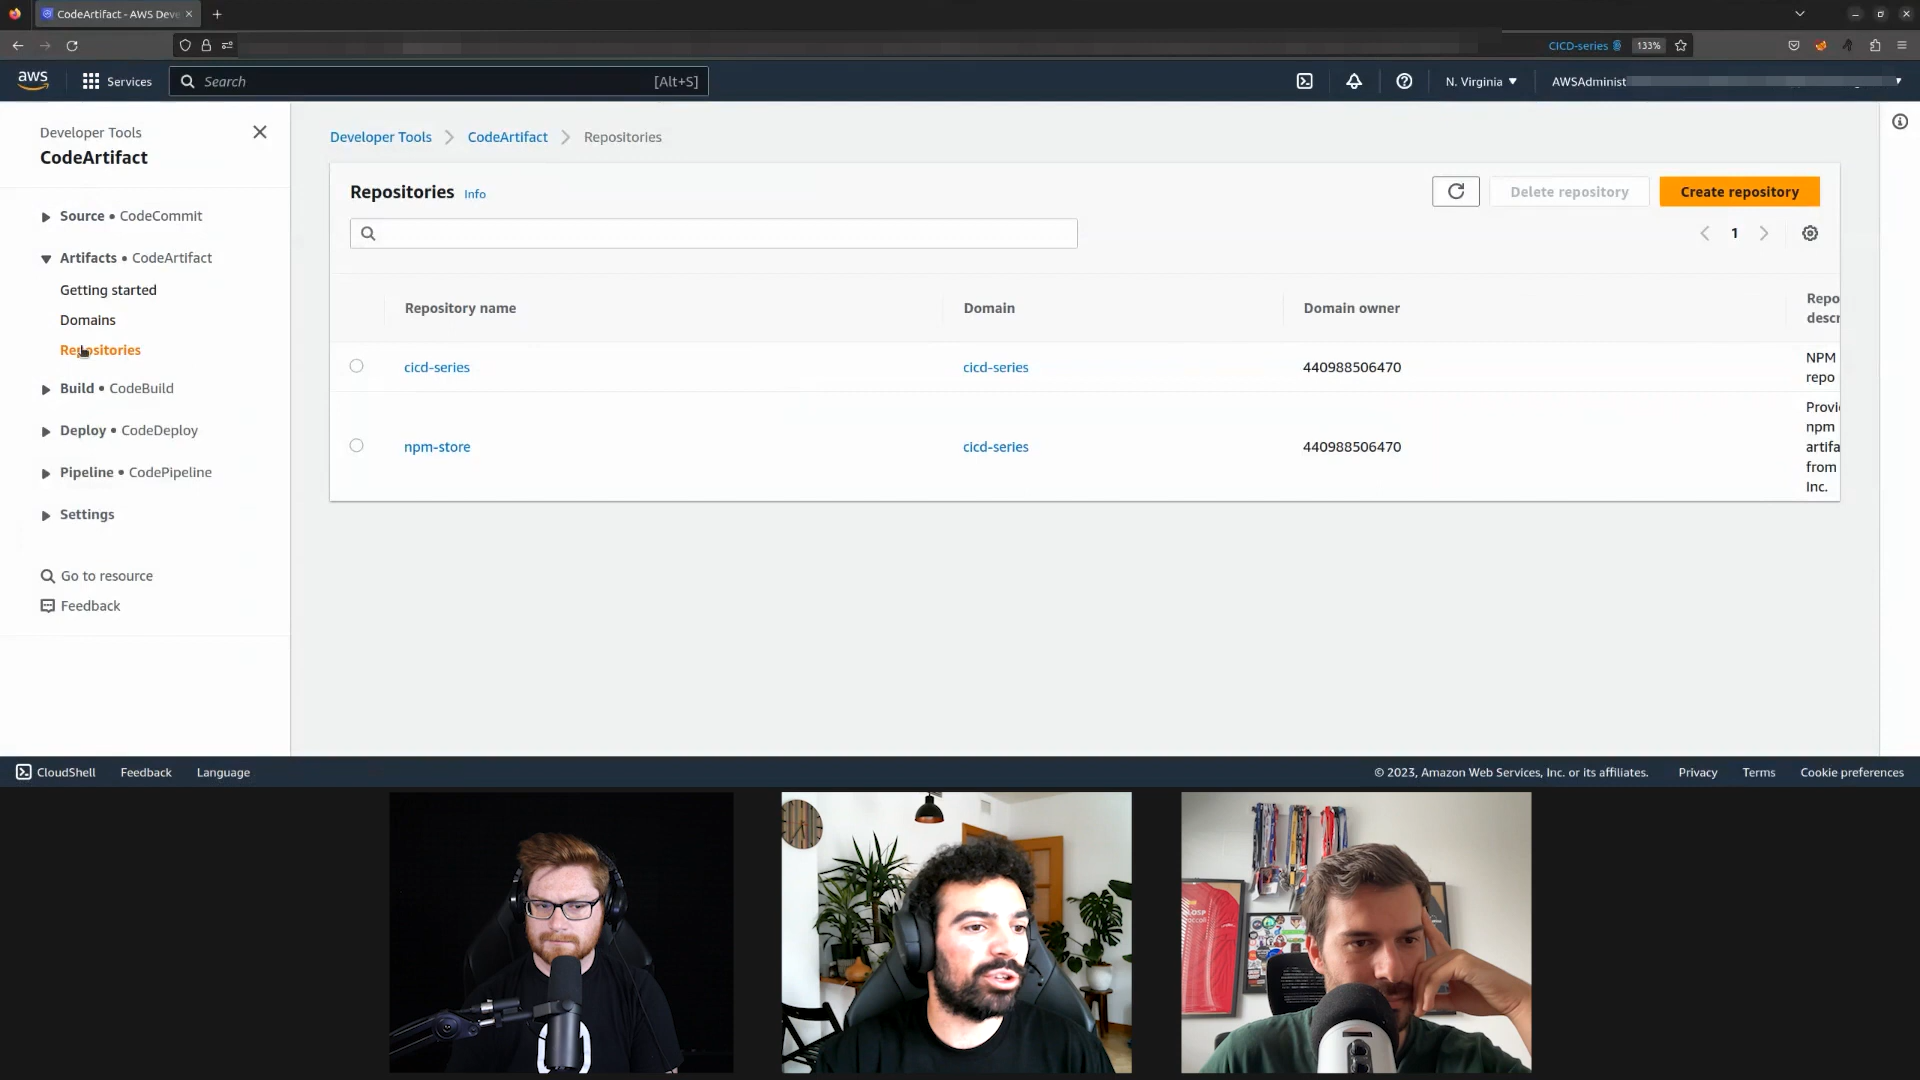 CodeArtifact - AWS Deve
CICD-series
133%
aws
Services
Search
[Alt+S]
N. Virginia
AWSAdminist
Developer Tools
CodeArtifact
Source • CodeCommit
Artifacts • CodeArtifact
Getting started
Domains
Repositories
Build • CodeBuild
Deploy • CodeDeploy
Pipeline • CodePipeline
Settings
Go to resource
Feedback
Developer Tools
CodeArtifact
Repositories
Repositories
Info
Delete repository
Create repository
1
Repository name
Domain
Domain owner
Repo
descr
cicd-series
cicd-series
440988506470
NPM
repo
npm-store
cicd-series
440988506470
Provi
npm
artifa
from
Inc.
CloudShell
Feedback
Language
© 2023, Amazon Web Services, Inc. or its affiliates.
Privacy
Terms
Cookie preferences